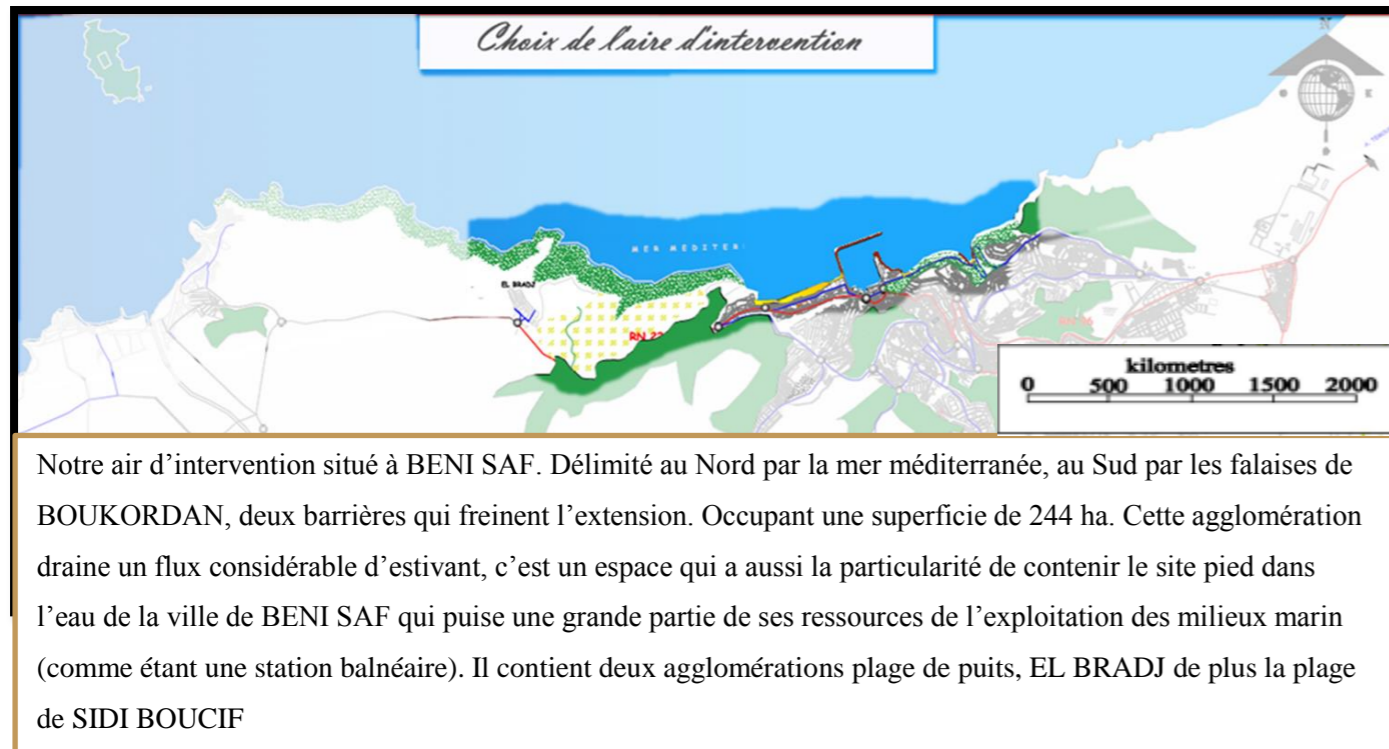 Choix de l'aire d'intervention
N
O
E
MER MÉDITER
EL BRADJ
RN 22
kilometres
0 500 1000 1500 2000
Notre air d'intervention situé à BENI SAF. Délimité au Nord par la mer méditerranée, au Sud par les falaises de
BOUKORDAN, deux barrières qui freinent l'extension. Occupant une superficie de 244 ha. Cette agglomération
draine un flux considérable d'estivant, c'est un espace qui a aussi la particularité de contenir le site pied dans
l'eau de la ville de BENI SAF qui puise une grande partie de ses ressources de l'exploitation des milieux marin
(comme étant une station balnéaire). Il contient deux agglomérations plage de puits, EL BRADJ de plus la plage
de SIDI BOUCIF